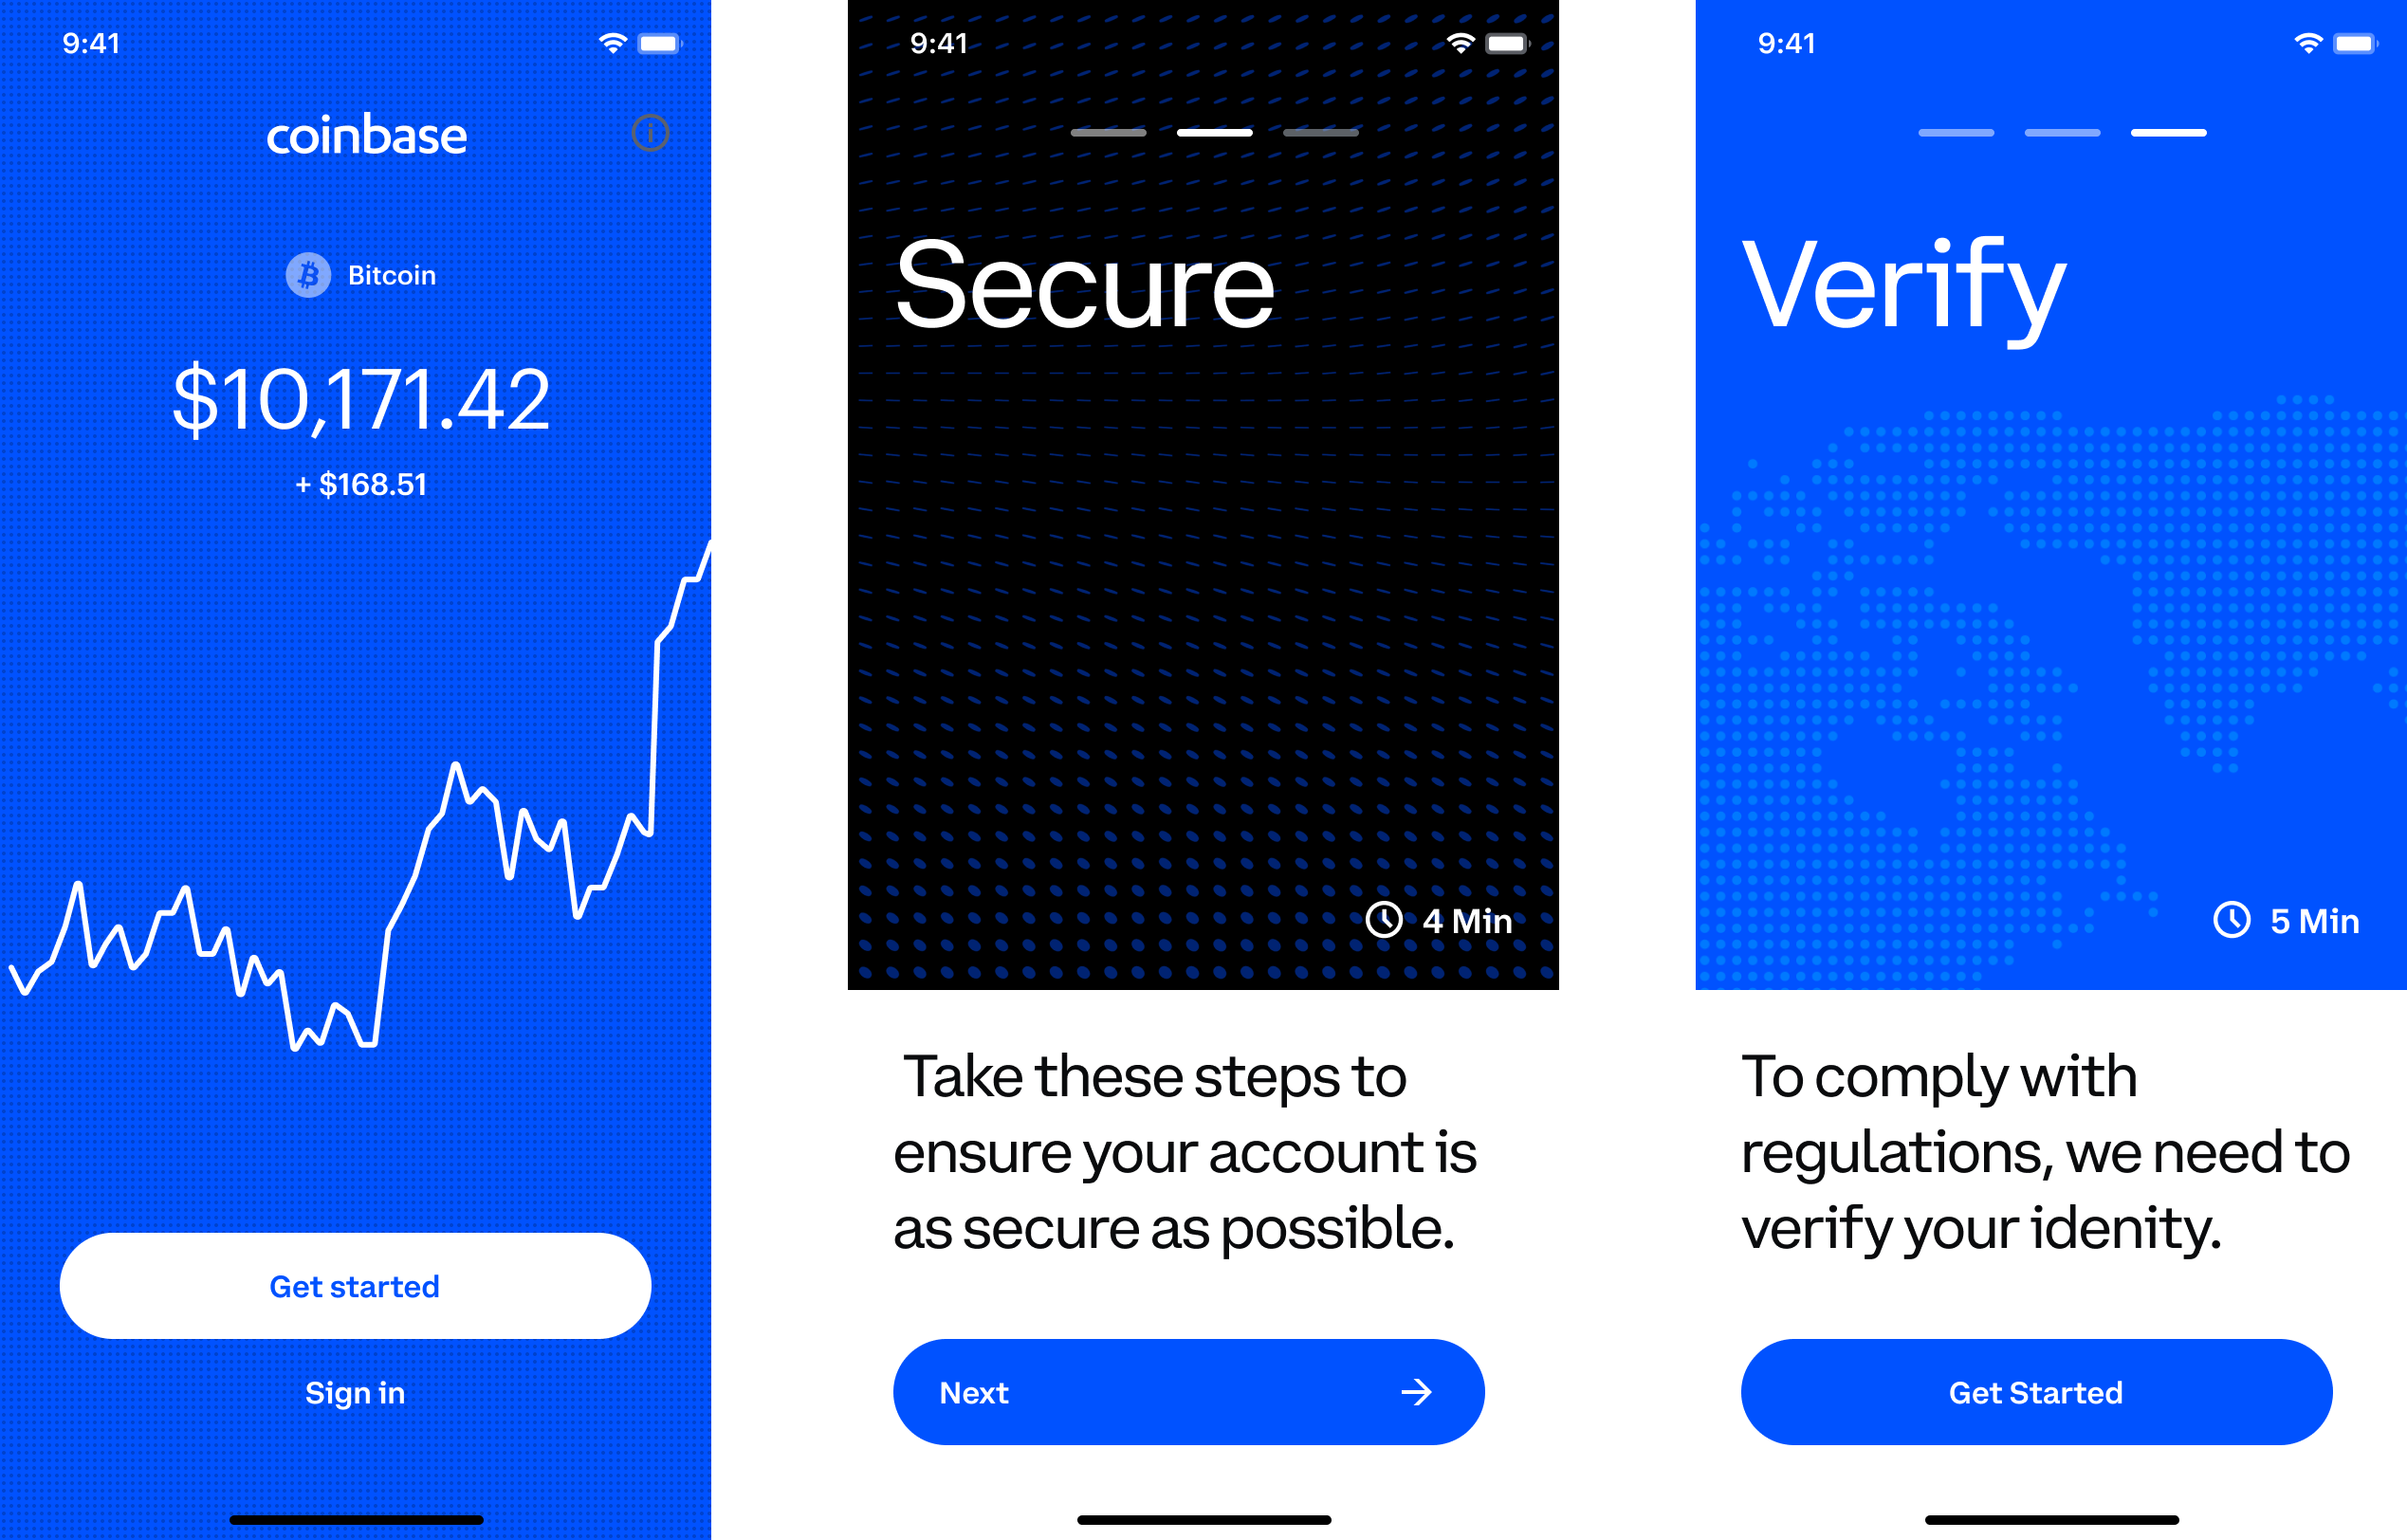 9:41
coinbase
Bitcoin
$10,171.42
+ $168.51
Get started
Sign in
9:41
Secure
4 Min
Take these steps to
ensure your account is
as secure as possible.
Next
9:41
Verify
5 Min
To comply with
regulations, we need to
verify your idenity.
Get Started